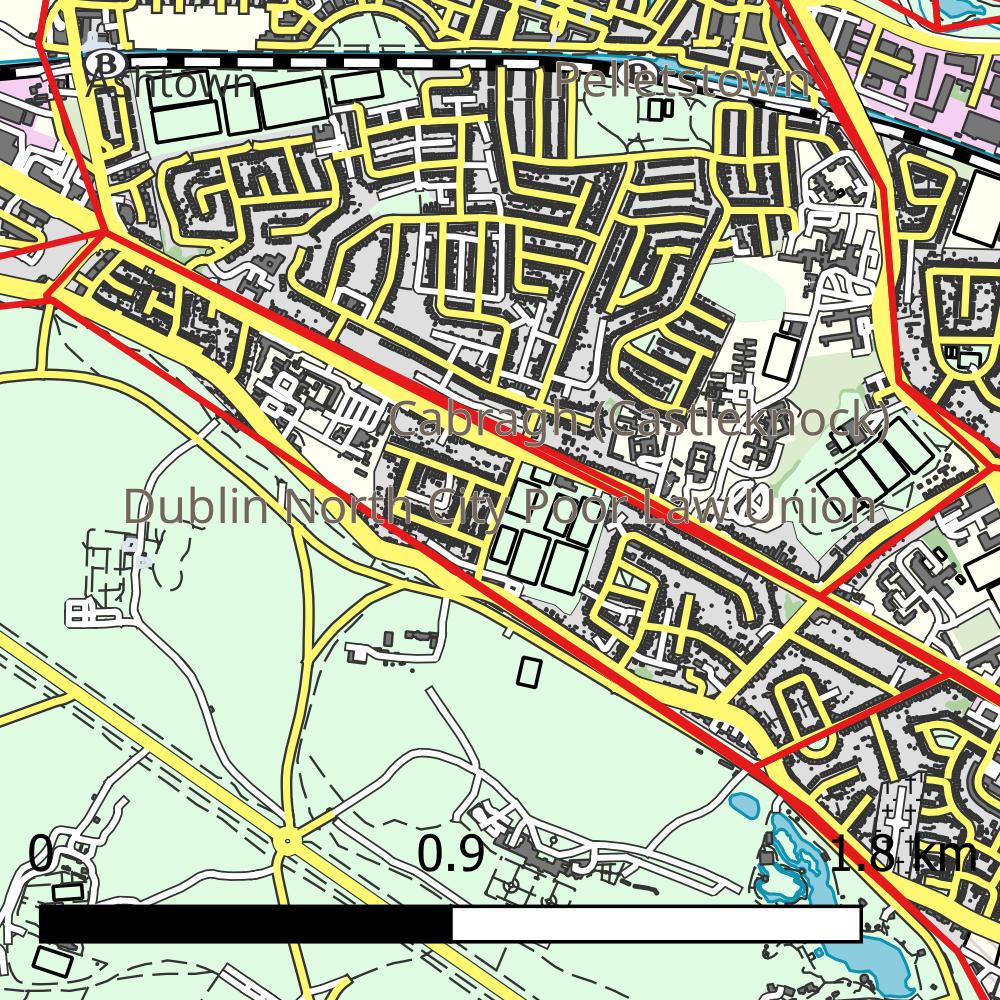 B
Ashtown
Pelletstown
Cabragh (Castleknock)
Dublin North City Poor Law Union
0
0.9
1.8 km